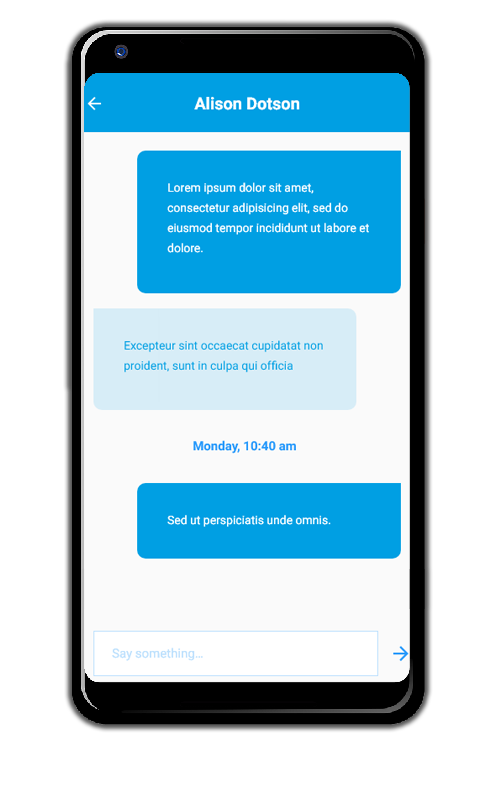 Alison Dotson
Lorem ipsum dolor sit amet,
consectetur adipisicing elit, sed do
eiusmod tempor incididunt ut labore et
dolore.
Excepteur sint occaecat cupidatat non
proident, sunt in culpa qui officia
Monday, 10:40 am
Sed ut perspiciatis unde omnis.
Say something...